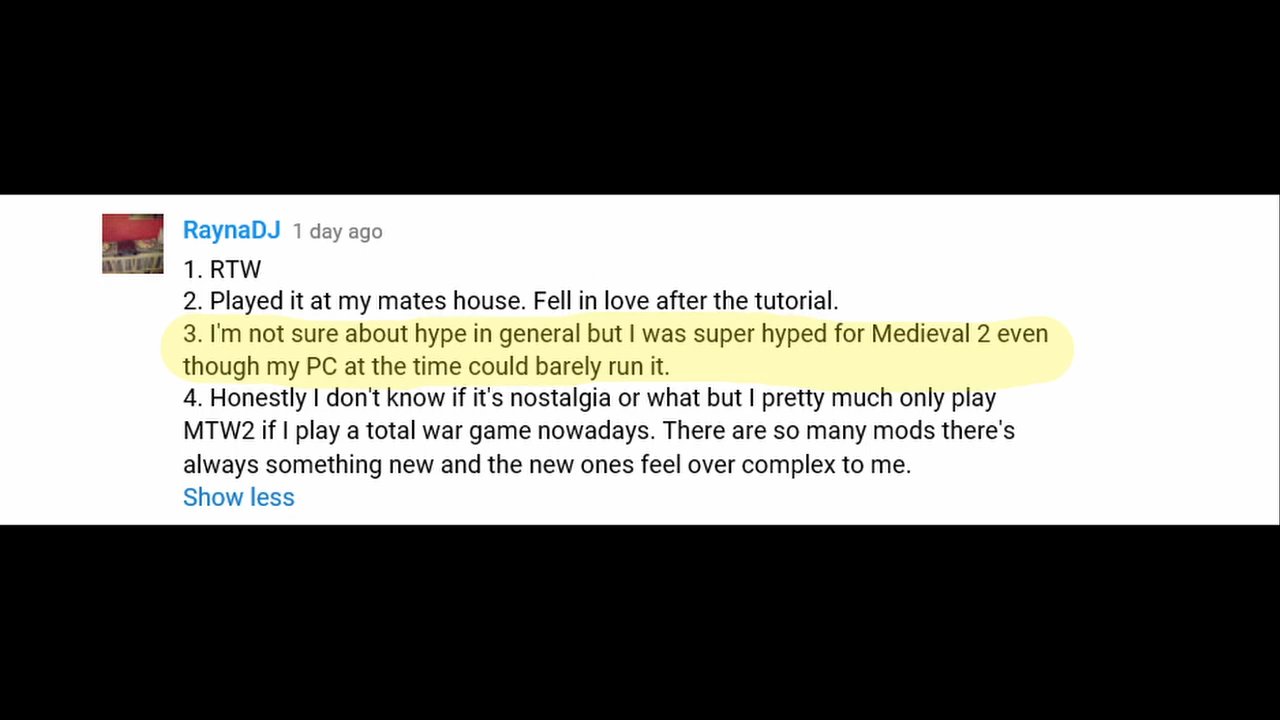 RaynaDJ 1 day ago
1. RTW
2. Played it at my mates house. Fell in love after the tutorial.
3. I'm not sure about hype in general but I was super hyped for Medieval 2 even
though my PC at the time could barely run it.
4. Honestly I don't know if it's nostalgia or what but I pretty much only play
MTW2 if I play a total war game nowadays. There are so many mods there's
always something new and the new ones feel over complex to me.
Show less